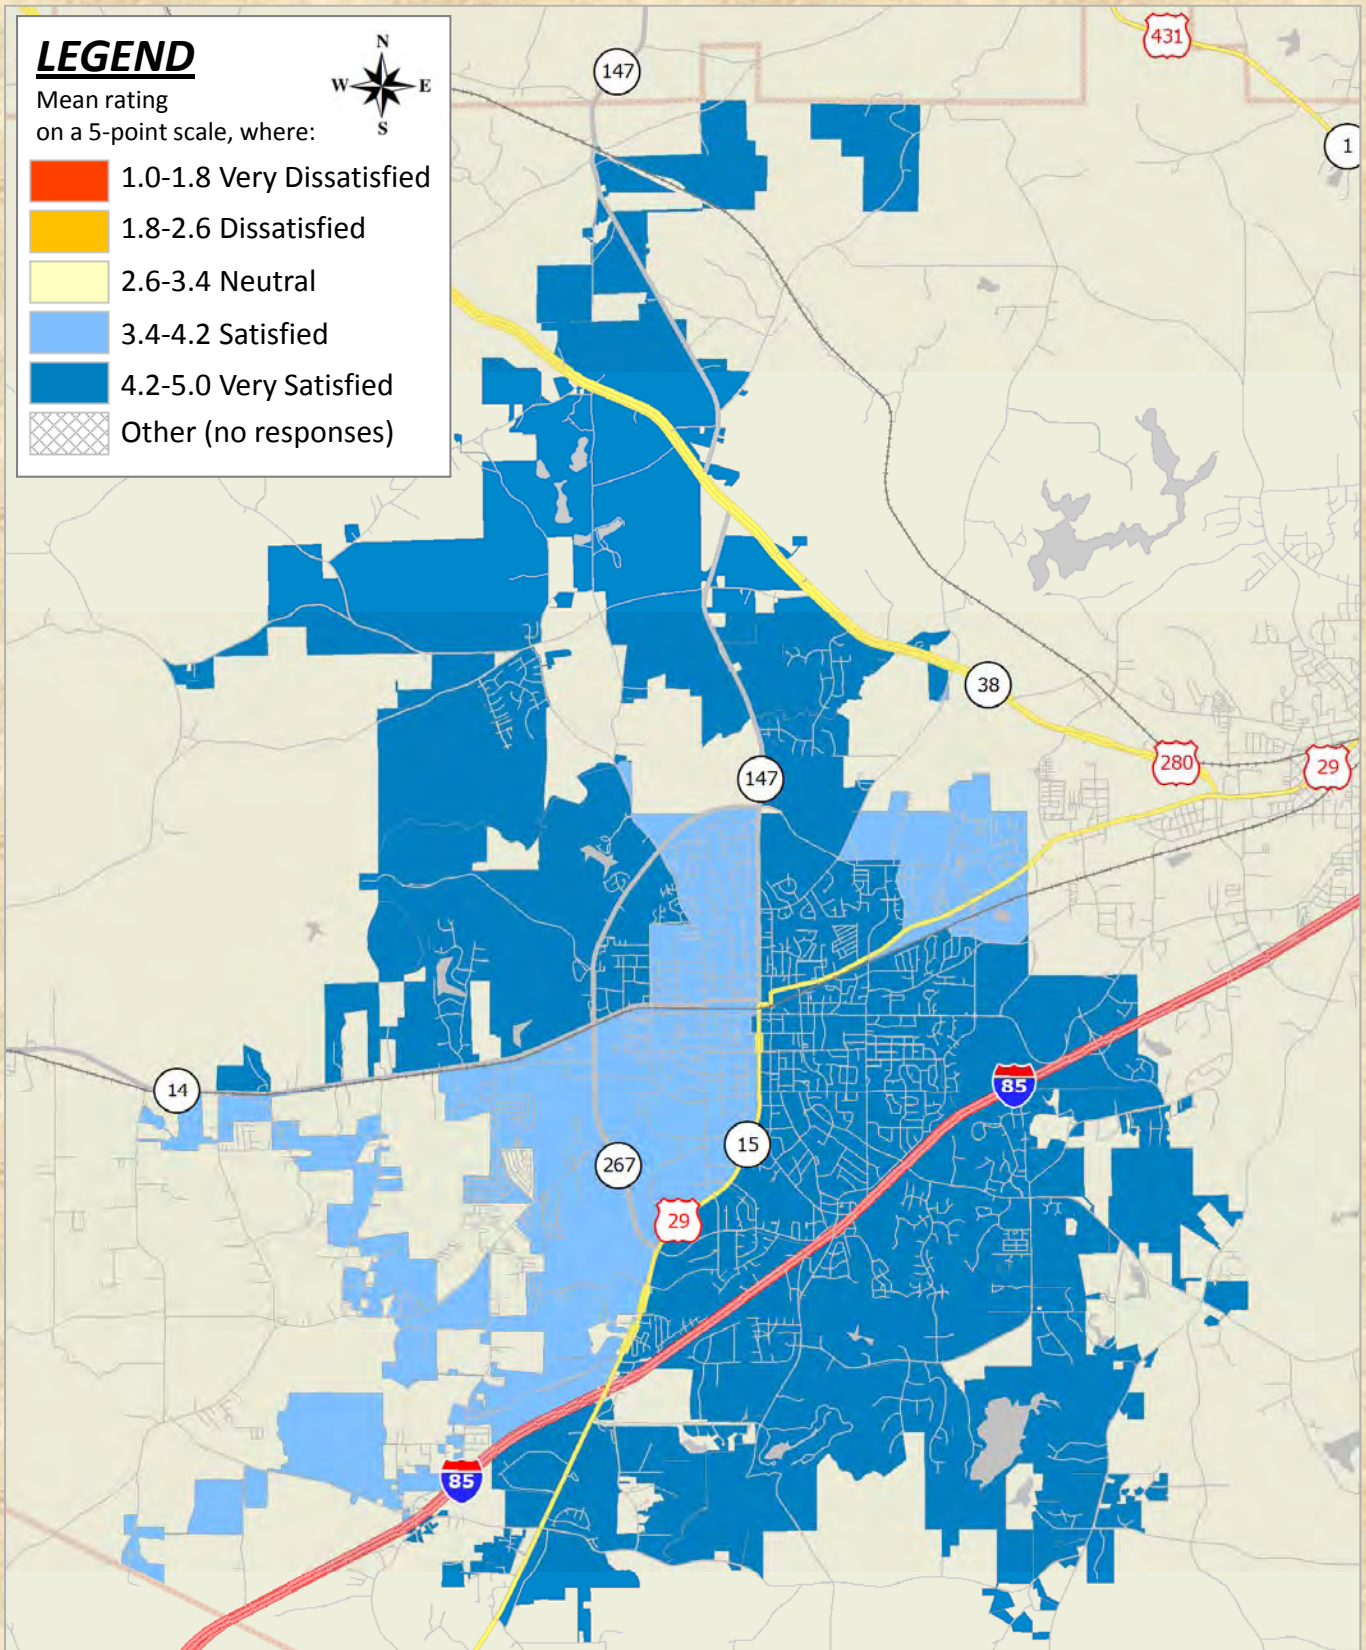 LEGEND
N
W E
S
Mean rating
on a 5-point scale, where:
1.0-1.8 Very Dissatisfied
1.8-2.6 Dissatisfied
2.6-3.4 Neutral
3.4-4.2 Satisfied
4.2-5.0 Very Satisfied
Other (no responses)
431
147
1
38
280
29
147
14
85
15
267
29
85